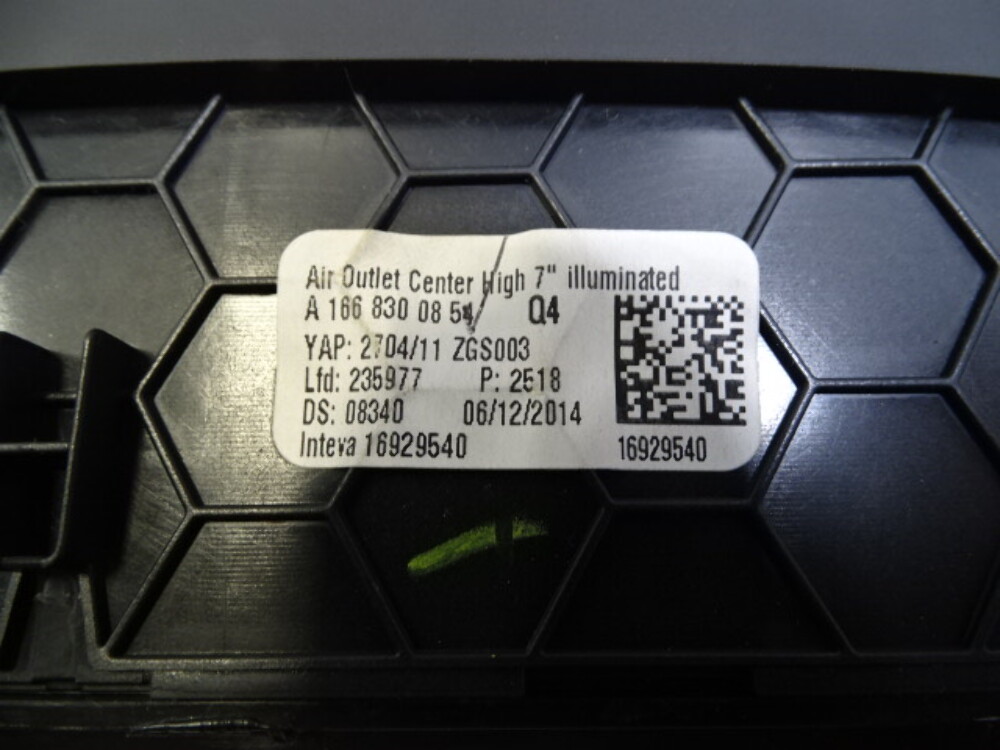 Air Outlet Center High 7" illuminated
A 166 830 08 54 Q4
YAP: 2704/11 ZGS003
Lfd: 235977 P: 2518
DS: 08340 06/12/2014
Inteva 16929540 16929540